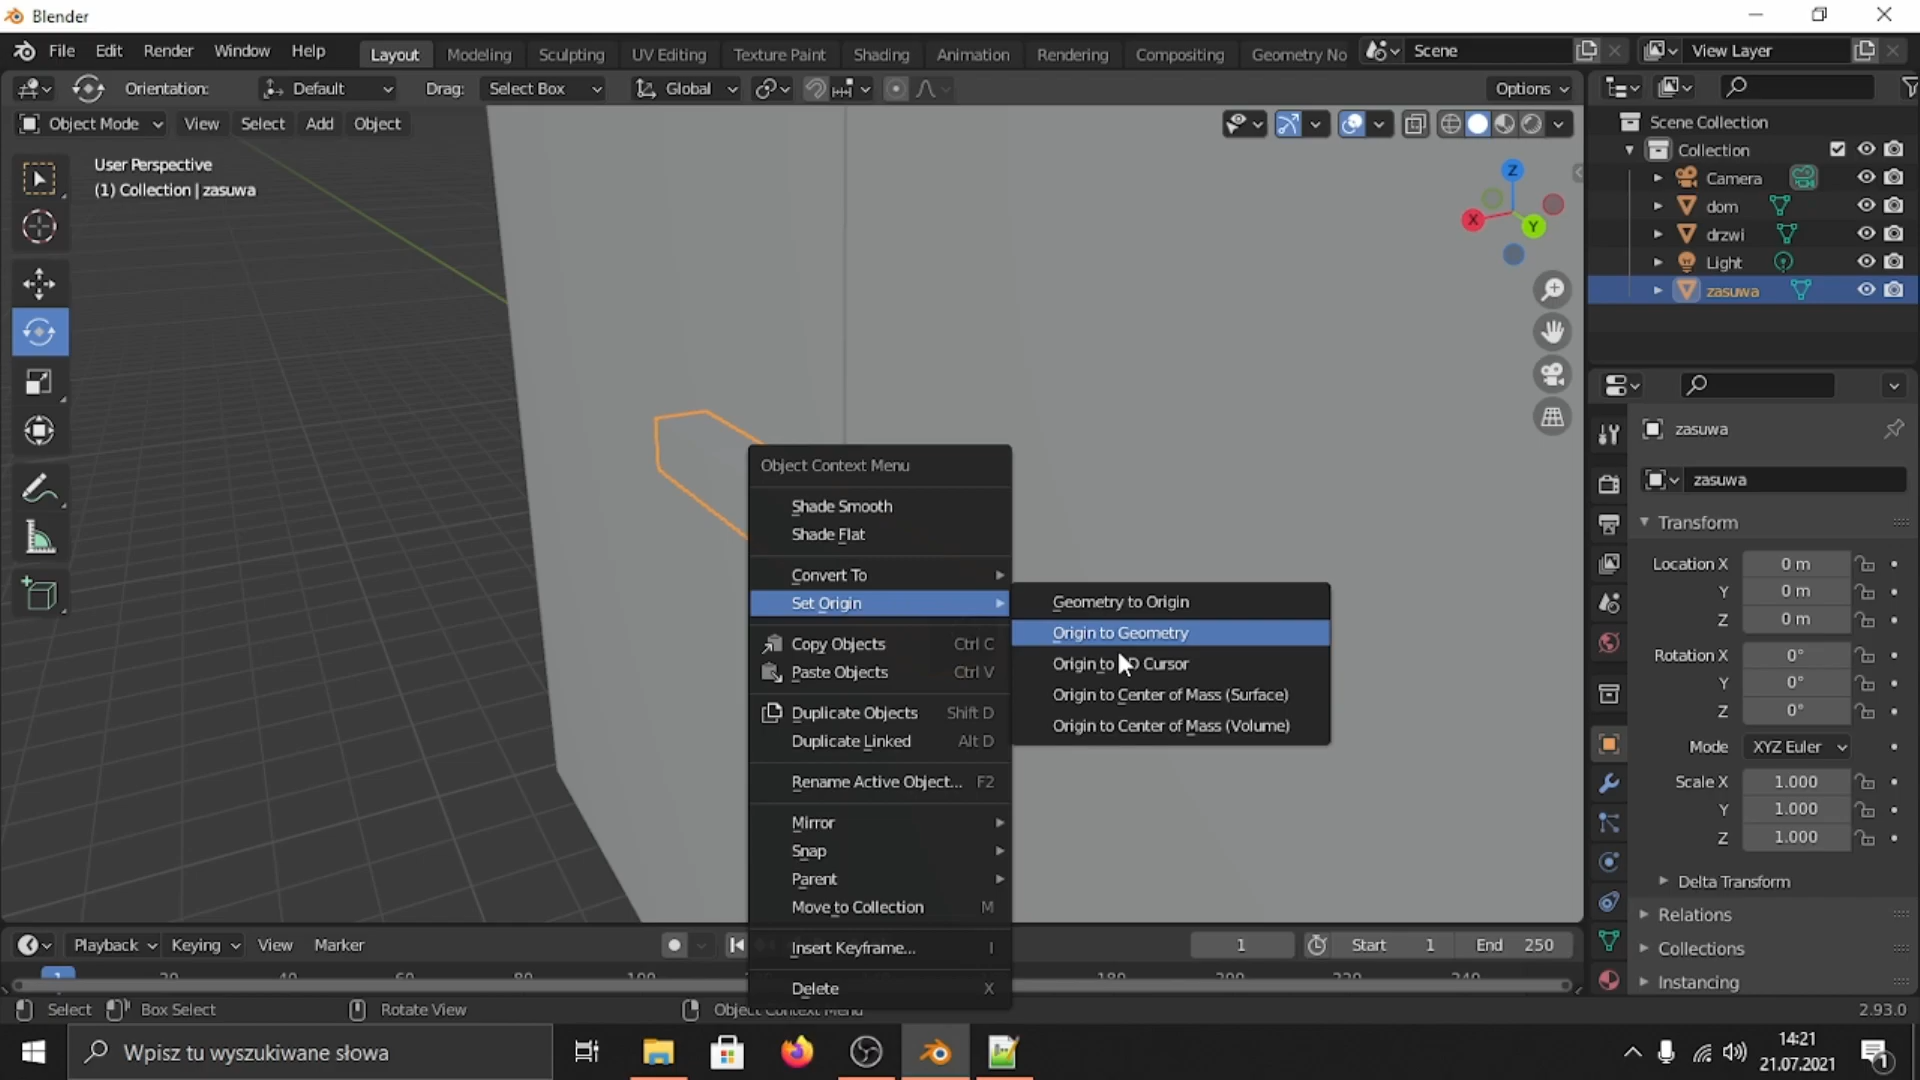 Blender
File Edit Render Window Help Layout Modeling Sculpting UV Editing Texture Paint Shading Animation Rendering Compositing Geometry No Scene View Layer
Orientation: Default Drag: Select Box Global Options
Object Mode View Select Add Object
User Perspective
(1) Collection | zasuwa
Z
X
Y
Scene Collection
Collection
Camera
dom
drzwi
Light
zasuwa
Object Context Menu
Shade Smooth
Shade Flat
Convert To
Set Origin
Copy Objects Ctrl C
Paste Objects Ctrl V
Duplicate Objects Shift D
Duplicate Linked Alt D
Rename Active Object... F2
Mirror
Snap
Parent
Move to Collection M
Insert Keyframe... I
Delete X
Geometry to Origin
Origin to Geometry
Origin to D Cursor
Origin to Center of Mass (Surface)
Origin to Center of Mass (Volume)
zasuwa
zasuwa
Transform
Location X 0 m
Y 0 m
Z 0 m
Rotation X 0°
Y 0°
Z 0°
Mode XYZ Euler
Scale X 1.000
Y 1.000
Z 1.000
Delta Transform
Relations
Collections
Instancing
Playback Keying View Marker 1 Start 1 End 250
1
Select Box Select Rotate View 2.93.0
Wpisz tu wyszukiwane słowa
14:21
21.07.2021
1